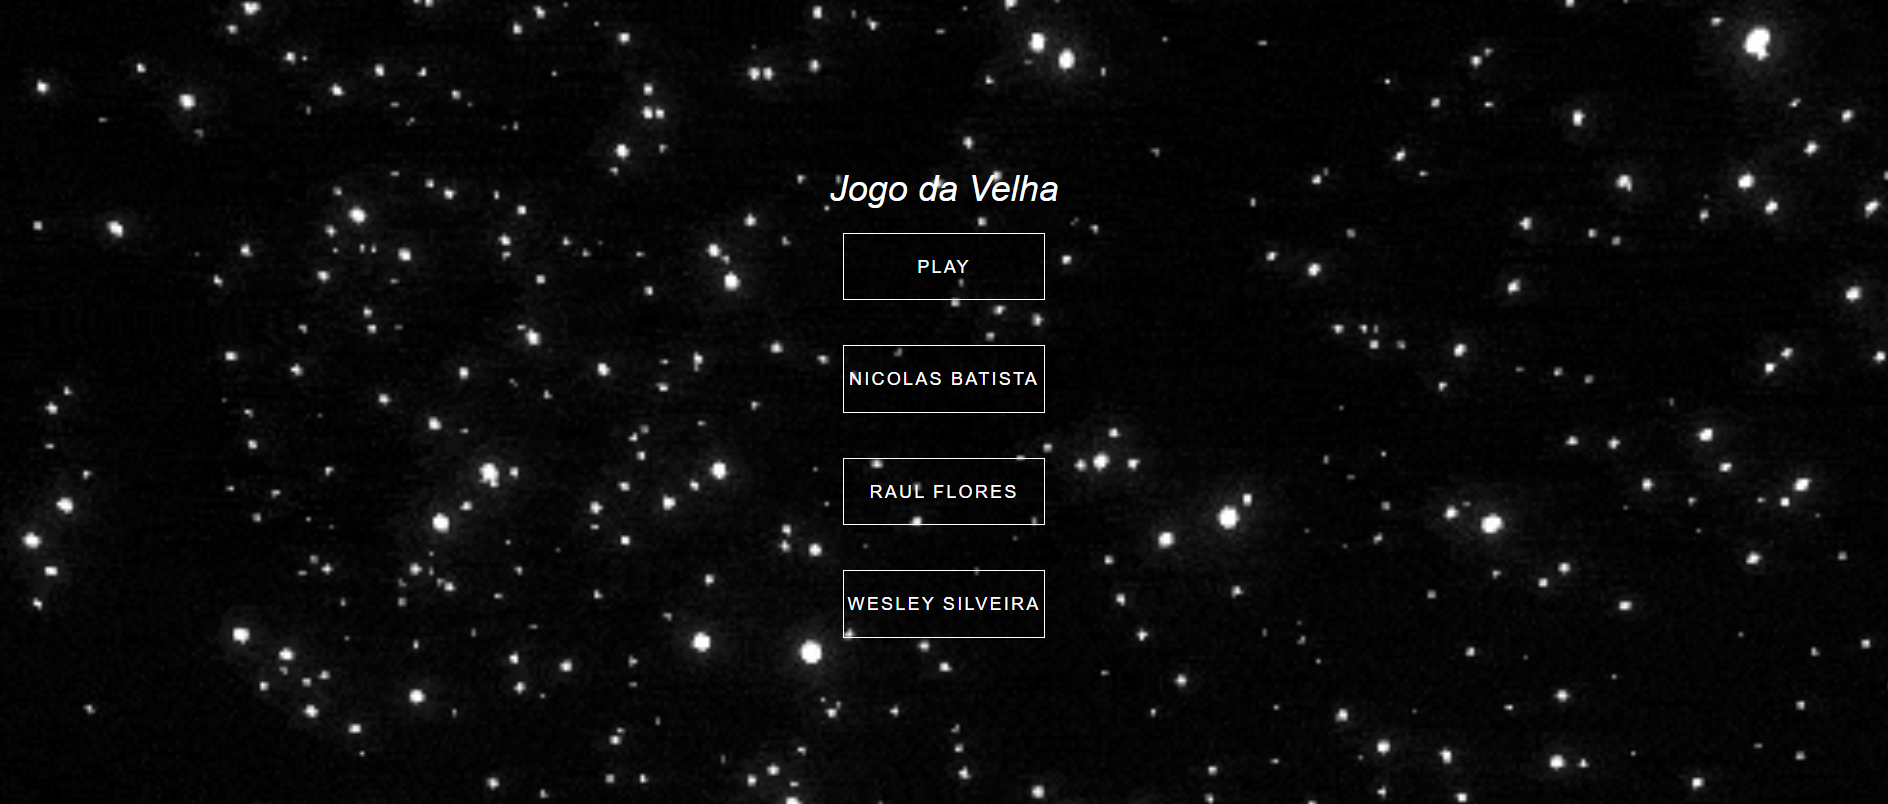 Jogo da Velha
PLAY
NICOLAS BATISTA
RAUL FLORES
WESLEY SILVEIRA